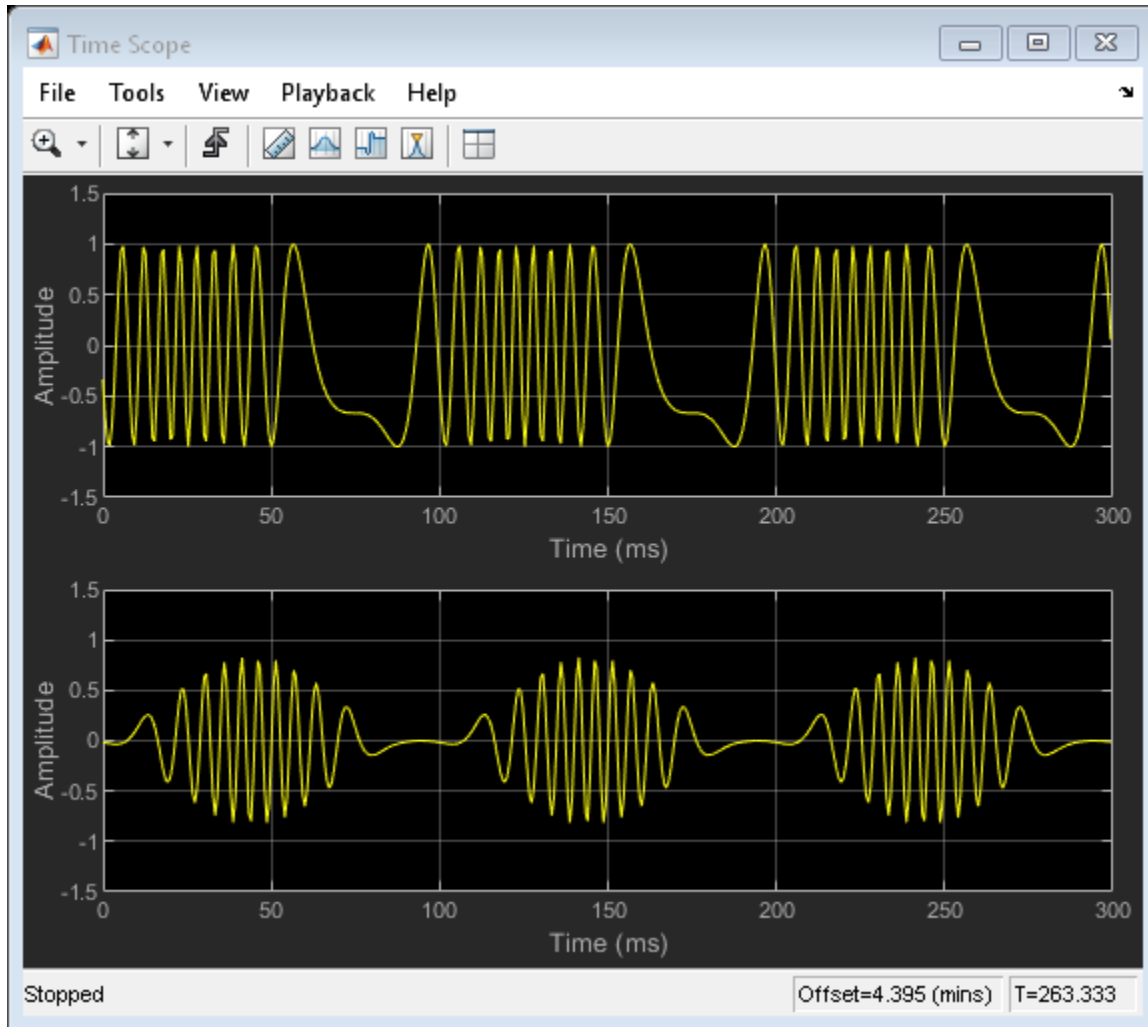 Time Scope
File Tools View Playback Help
1.5
1
0.5
0
-0.5
-1
-1.5
Amplitude
0 50 100 150 200 250 300
Time (ms)
1.5
1
0.5
0
-0.5
-1
-1.5
Amplitude
0 50 100 150 200 250 300
Time (ms)
Stopped Offset=4.395 (mins) T=263.333